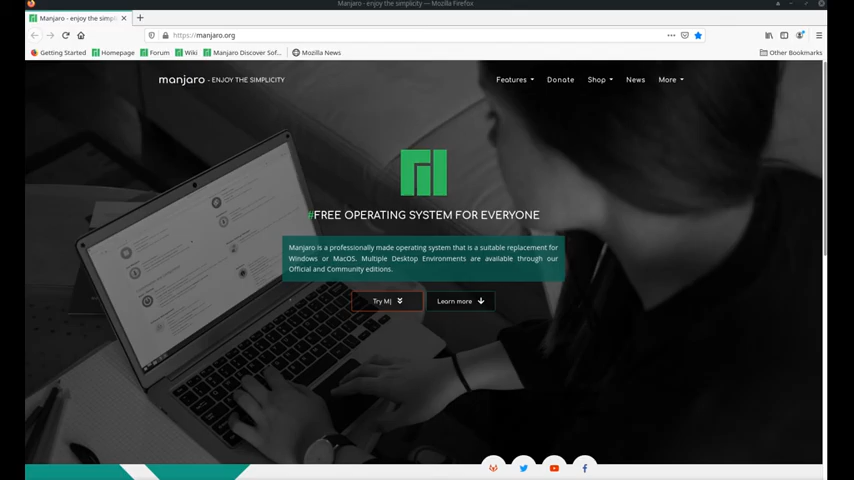 Manjaro - enjoy the simplicity — Mozilla Firefox
Manjaro - enjoy the simpl
https://manjaro.org
Getting Started Homepage Forum Wiki Manjaro Discover Sof... Mozilla News Other Bookmarks
manjaro - ENJOY THE SIMPLICITY Features Donate Shop News More
#FREE OPERATING SYSTEM FOR EVERYONE
Manjaro is a professionally made operating system that is a suitable replacement for
Windows or MacOS. Multiple Desktop Environments are available through our
Official and Community editions.
Try M| Learn more